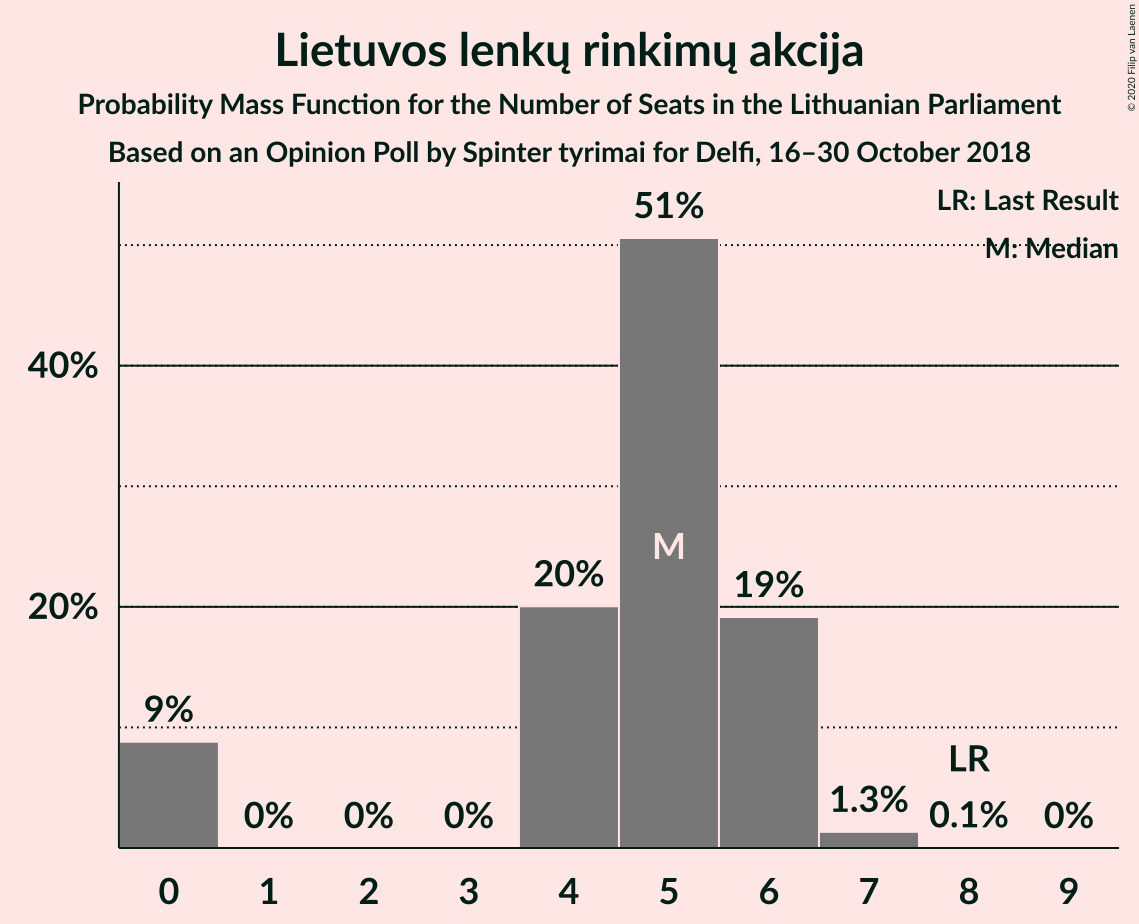 Lietuvos lenkų rinkimų akcija
Probability Mass Function for the Number of Seats in the Lithuanian Parliament
Based on an Opinion Poll by Spinter tyrimai for Delfi, 16–30 October 2018
© 2020 Filip van Laenen
LR: Last Result
M: Median
51%
40%
M
20%
19%
20%
9%
LR
1.3%
0%
0%
0%
0.1%
0%
0
1
2
3
4
5
6
7
8
9